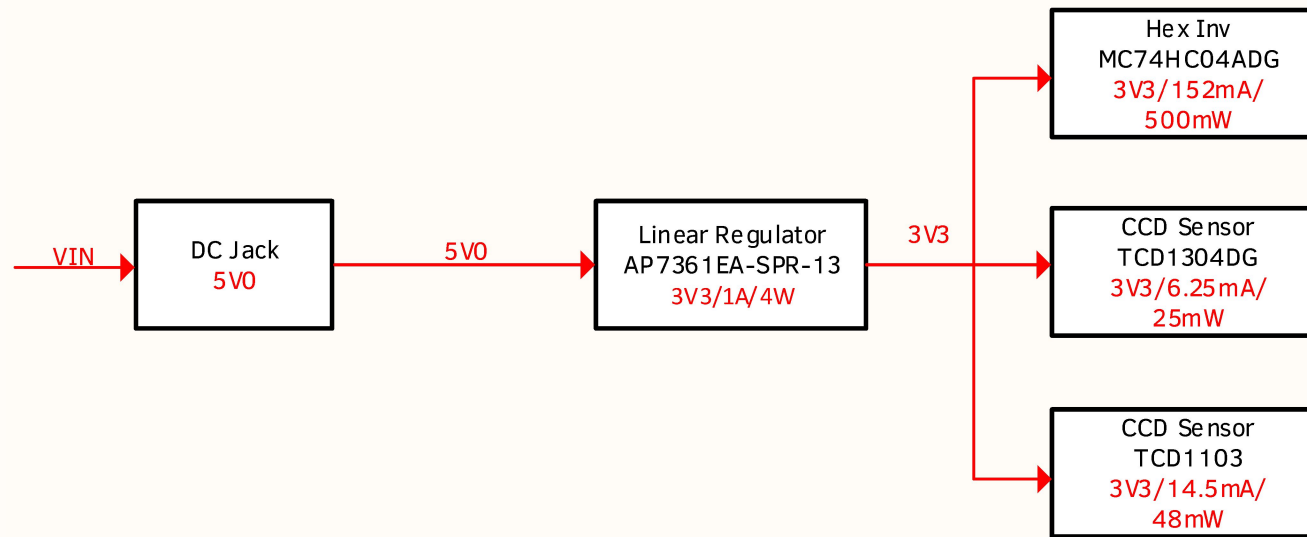 VIN
DC Jack
5V0
5V0
Linear Regulator
AP7361EA-SPR-13
3V3/1A/4W
3V3
Hex Inv
MC74HC04ADG
3V3/152mA/
500mW
CCD Sensor
TCD1304DG
3V3/6.25mA/
25mW
CCD Sensor
TCD1103
3V3/14.5mA/
48mW